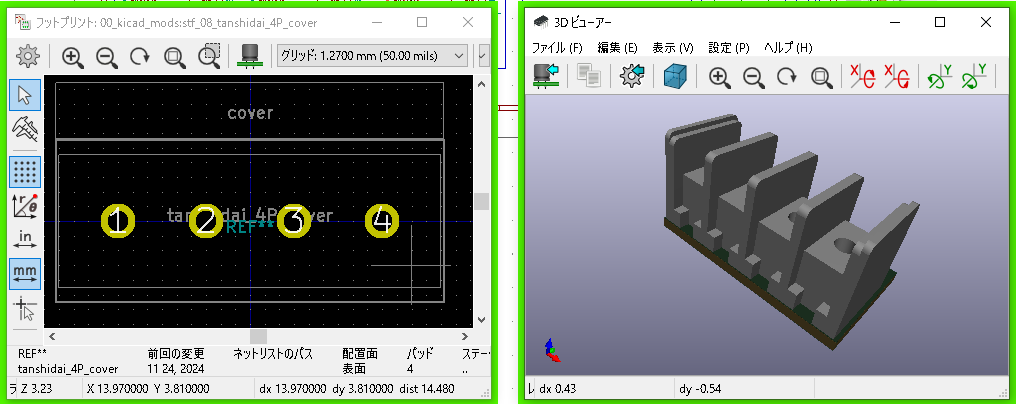 フットプリント: 00_kicad_mods:stf_08_tanshidai_4P_cover
グリッド: 1.2700 mm (50.00 mils)
r θ
in
mm
cover
1 2 3 4
REF**
REF** 前回の変更 ネットリストのパス 配置面 パッド ステー
tanshidai_4P_cover 11 24, 2024 表面 4 ..
ラ Z 3.23 X 13.970000 Y 3.810000 dx 13.970000 dy 3.810000 dist 14.480
3D ビューアー
ファイル (F) 編集 (E) 表示 (V) 設定 (P) ヘルプ (H)
X X Y Y
レ dx 0.43 dy -0.54